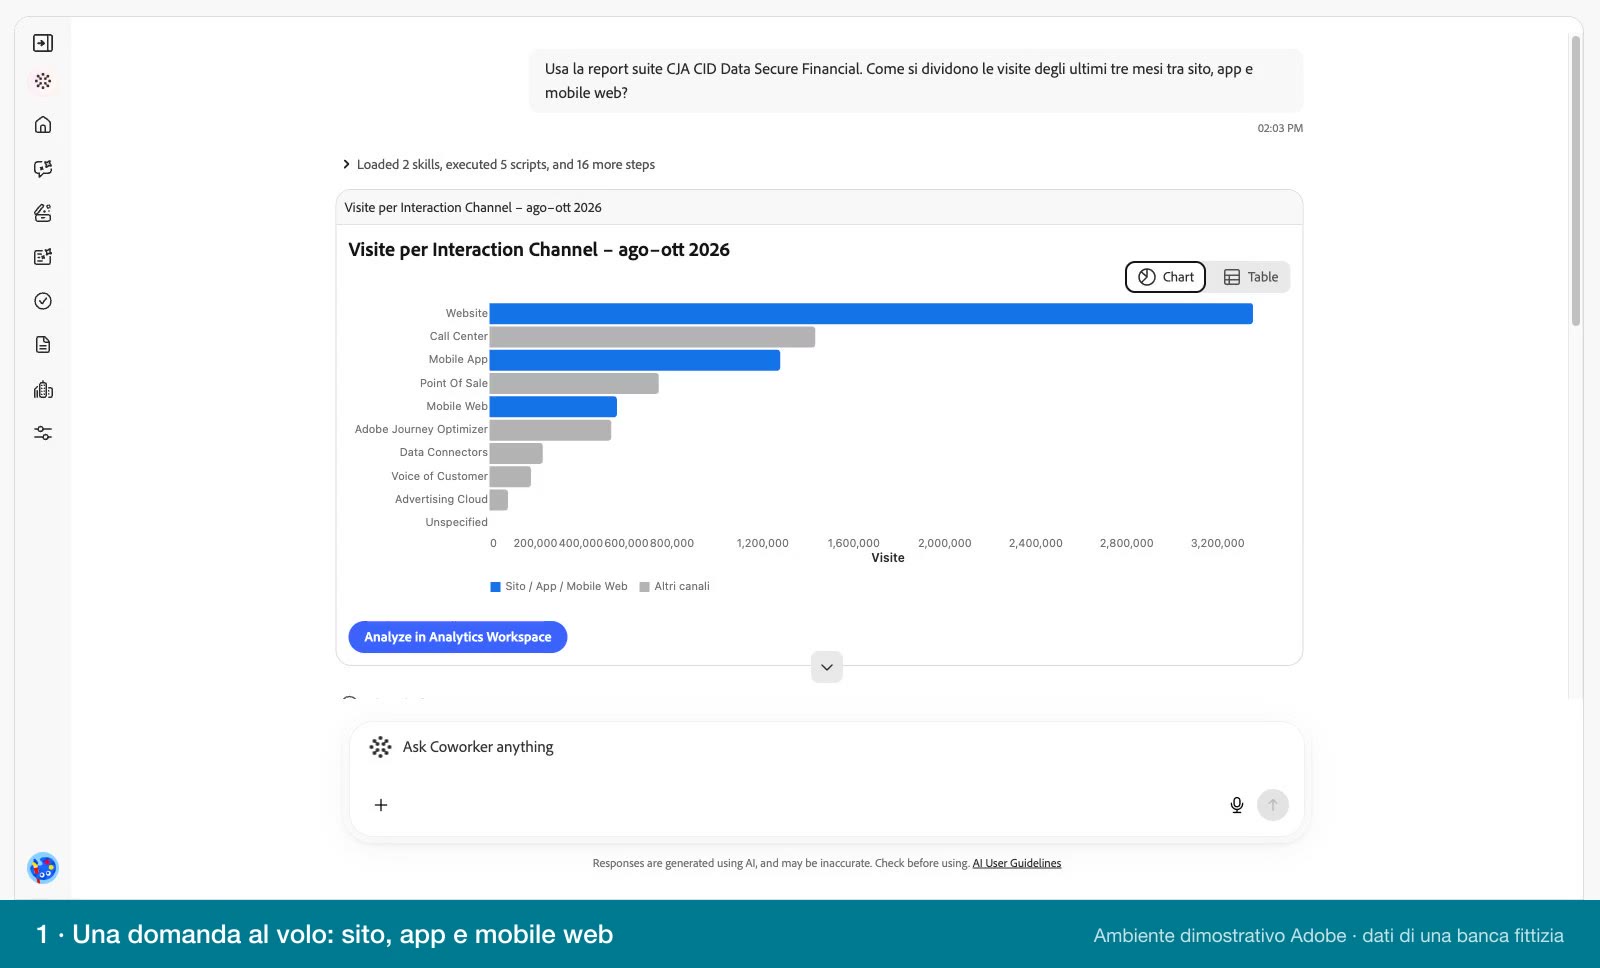 Usa la report suite CJA CID Data Secure Financial. Come si dividono le visite degli ultimi tre mesi tra sito, app e
mobile web?
02:03 PM
Loaded 2 skills, executed 5 scripts, and 16 more steps
Visite per Interaction Channel – ago–ott 2026
Visite per Interaction Channel – ago–ott 2026
Chart
Table
Website
Call Center
Mobile App
Point Of Sale
Mobile Web
Adobe Journey Optimizer
Data Connectors
Voice of Customer
Advertising Cloud
Unspecified
0 200,000 400,000 600,000 800,000 1,200,000 1,600,000 2,000,000 2,400,000 2,800,000 3,200,000
Visite
Sito / App / Mobile Web
Altri canali
Analyze in Analytics Workspace
Ask Coworker anything
Responses are generated using AI, and may be inaccurate. Check before using. AI User Guidelines
1 · Una domanda al volo: sito, app e mobile web
Ambiente dimostrativo Adobe · dati di una banca fittizia